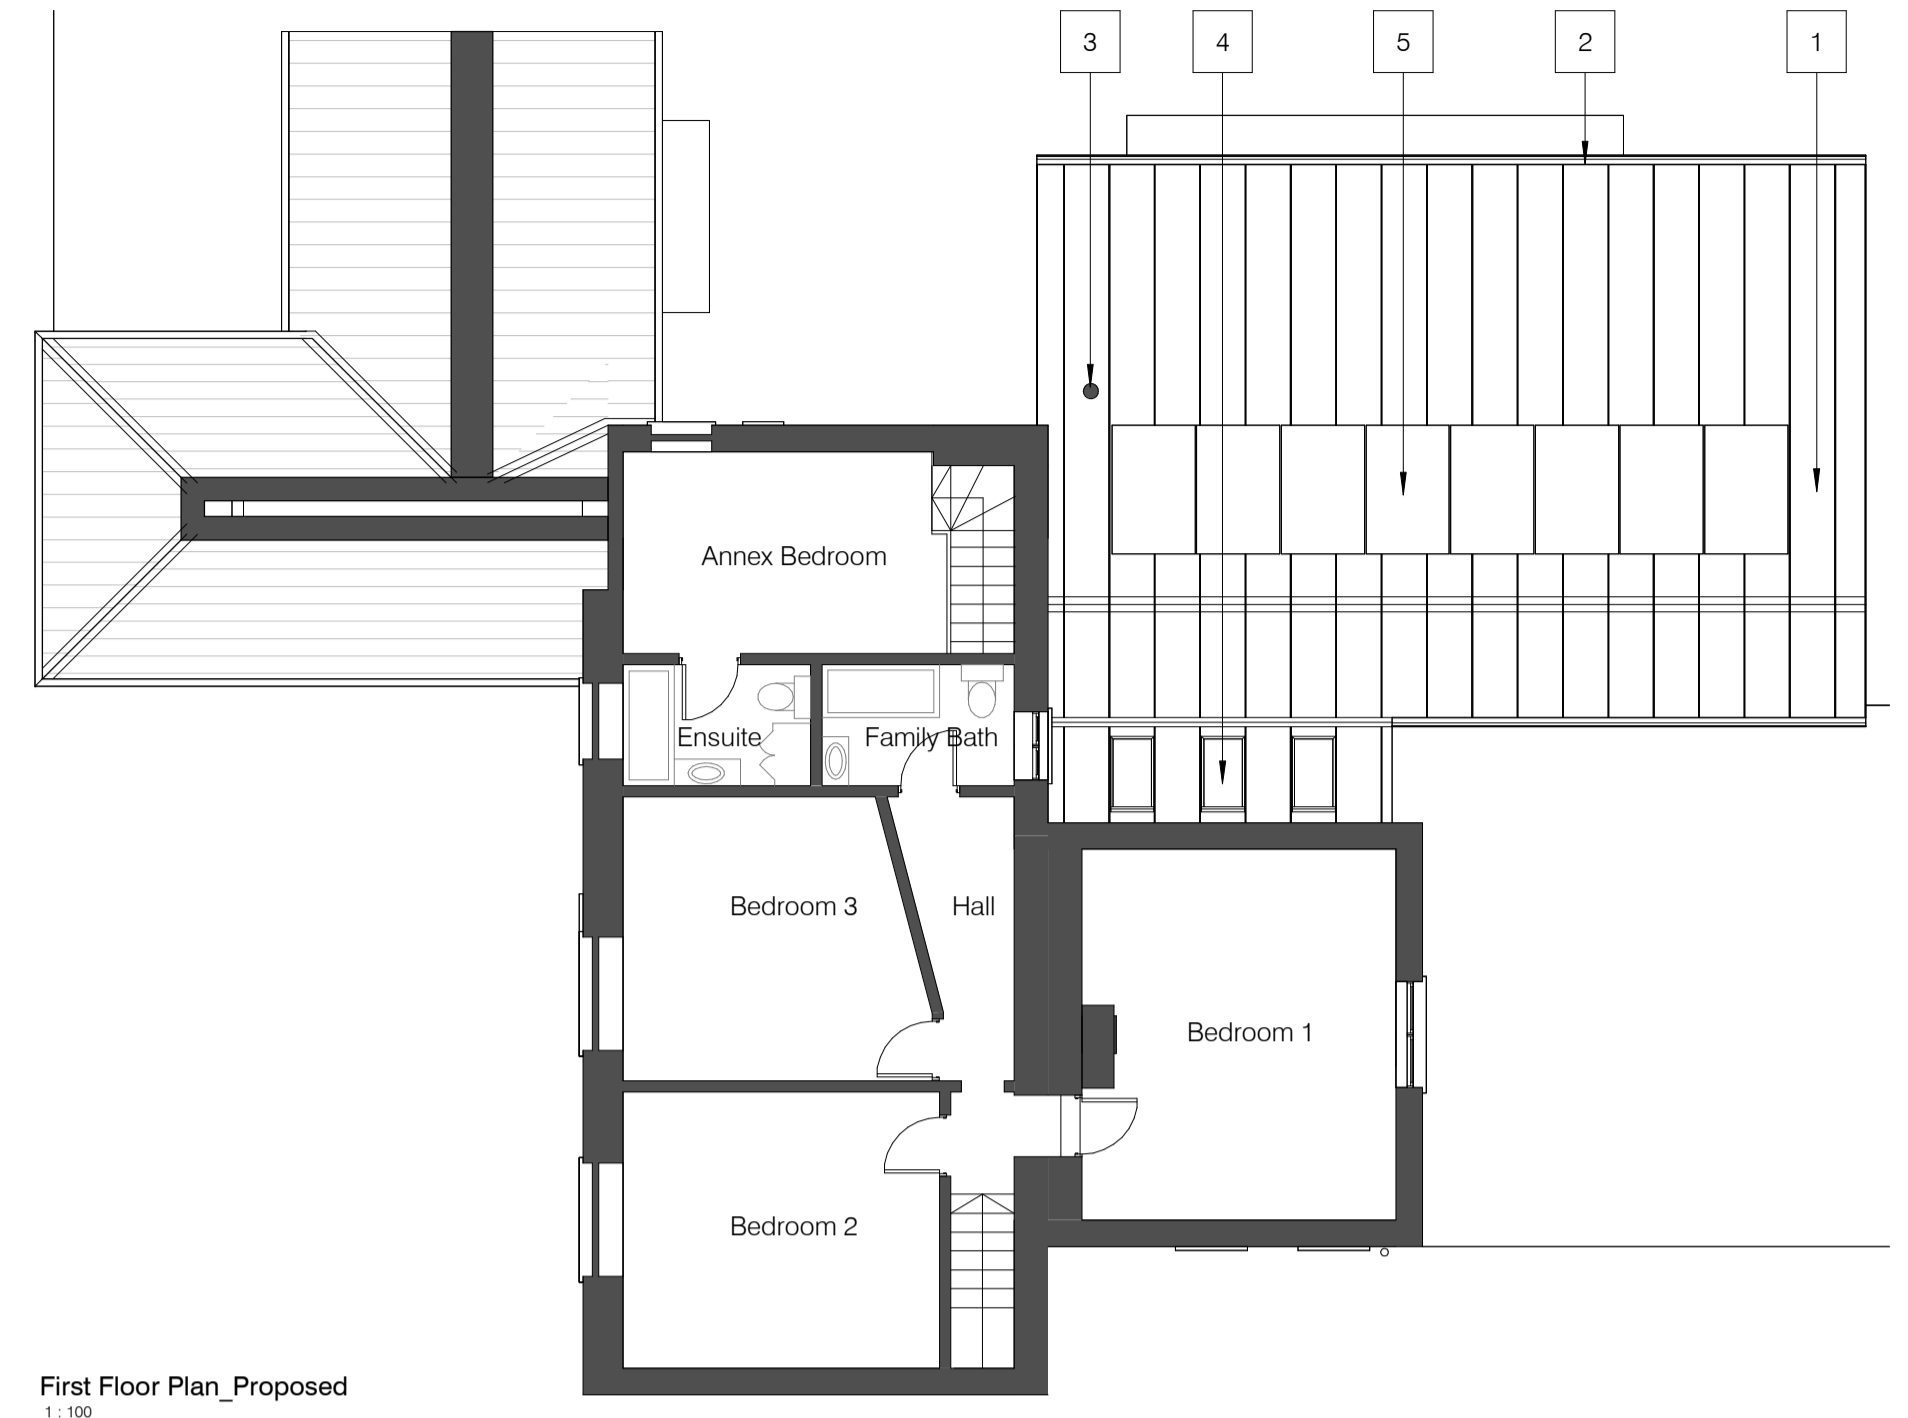 3 4 5 2 1
Annex Bedroom
Ensuite Family Bath
Bedroom 3 Hall
Bedroom 1
Bedroom 2
First Floor Plan_Proposed
1 : 100